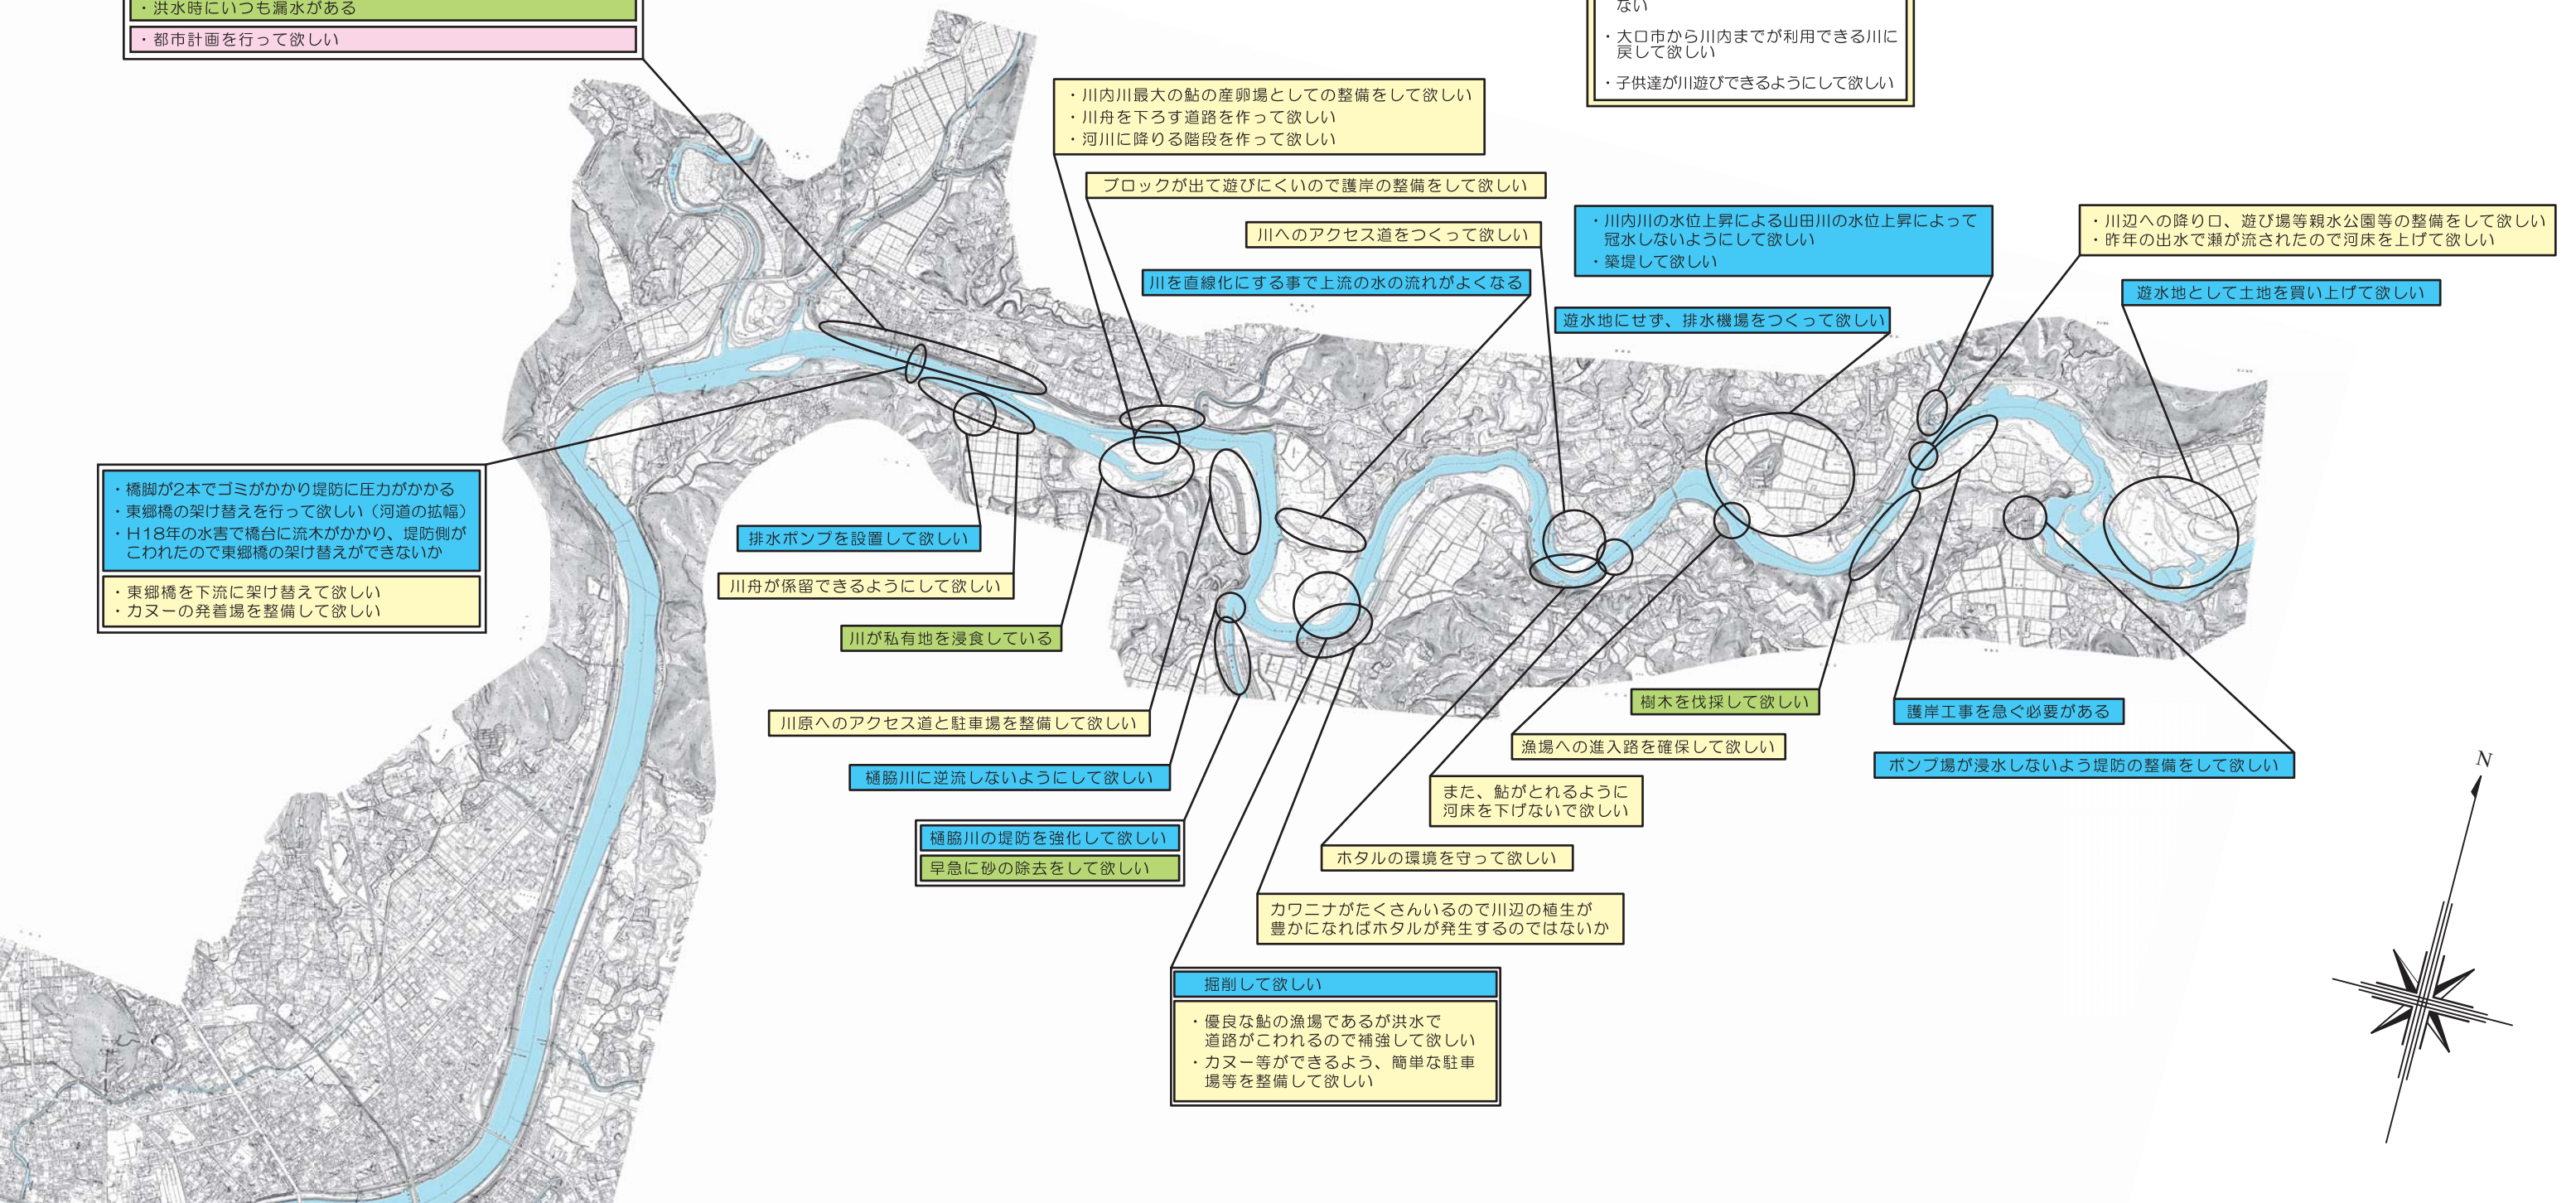 ・洪水時にいつも漏水がある
・都市計画を行って欲しい
ない
・大口市から川内までが利用できる川に
戻して欲しい
・子供達が川遊びできるようにして欲しい
・川内川最大の鮎の産卵場としての整備をして欲しい
・川舟を下ろす道路を作って欲しい
・河川に降りる階段を作って欲しい
ブロックが出て遊びにくいので護岸の整備をして欲しい
川へのアクセス道をつくって欲しい
川を直線化にする事で上流の水の流れがよくなる
・川内川の水位上昇による山田川の水位上昇によって
冠水しないようにして欲しい
・築堤して欲しい
遊水地にせず、排水機場をつくって欲しい
・川辺への降り口、遊び場等親水公園等の整備をして欲しい
・昨年の出水で瀬が流されたので河床を上げて欲しい
遊水地として土地を買い上げて欲しい
・橋脚が2本でゴミがかかり堤防に圧力がかかる
・東郷橋の架け替えを行って欲しい（河道の拡幅）
・H18年の水害で橋台に流木がかかり、堤防側が
こわれたので東郷橋の架け替えができないか
・東郷橋を下流に架け替えて欲しい
・カヌーの発着場を整備して欲しい
排水ポンプを設置して欲しい
川舟が係留できるようにして欲しい
川が私有地を浸食している
川原へのアクセス道と駐車場を整備して欲しい
樋脇川に逆流しないようにして欲しい
樋脇川の堤防を強化して欲しい
早急に砂の除去をして欲しい
樹木を伐採して欲しい
護岸工事を急ぐ必要がある
漁場への進入路を確保して欲しい
ポンプ場が浸水しないよう堤防の整備をして欲しい
また、鮎がとれるように
河床を下げないで欲しい
ホタルの環境を守って欲しい
カワニナがたくさんいるので川辺の植生が
豊かになればホタルが発生するのではないか
掘削して欲しい
・優良な鮎の漁場であるが洪水で
道路がこわれるので補強して欲しい
・カヌー等ができるよう、簡単な駐車
場等を整備して欲しい
N